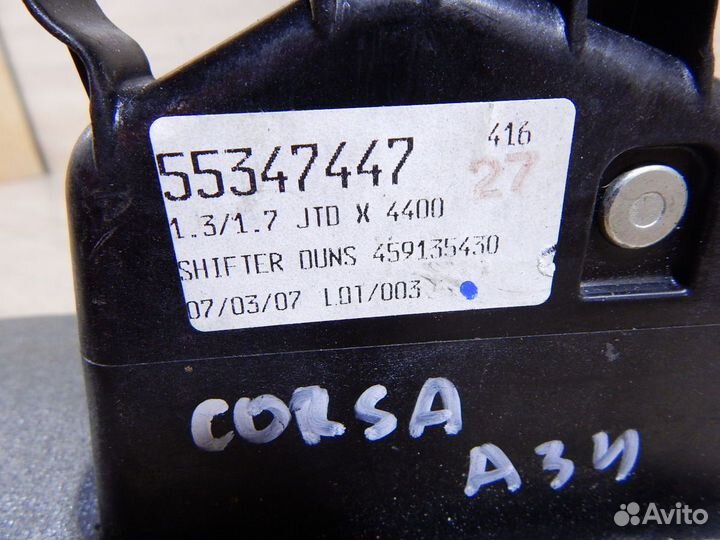 416
55347447
27
1.3/1.7 JTD X 4400
SHIFTER DUNS 459135430
07/03/07 L01/003
CORSA
АЗЧ
Avito